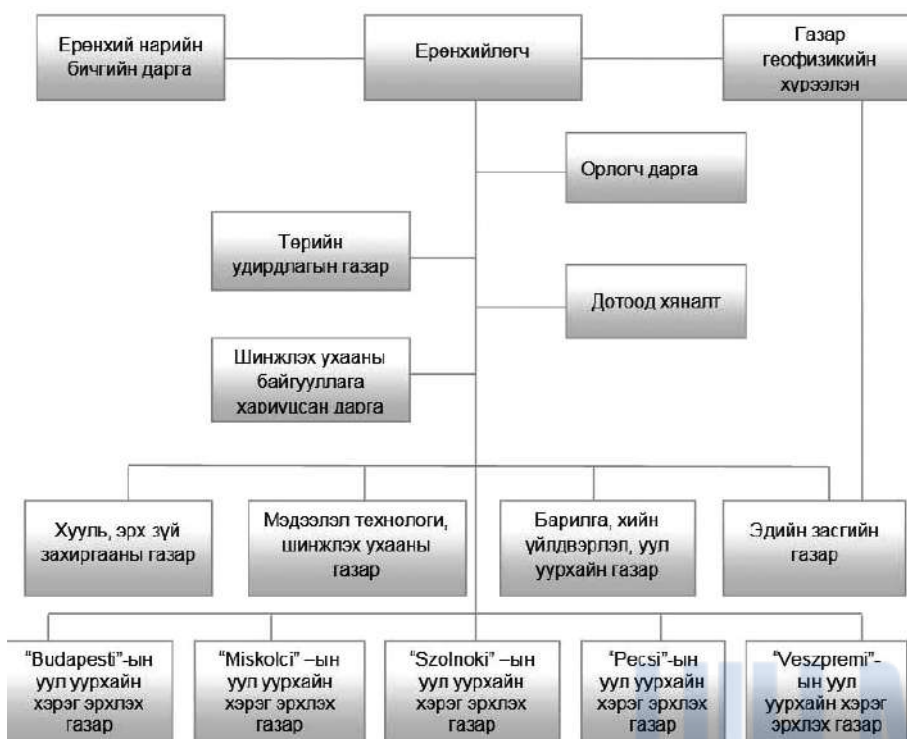 Ерөнхий нарийн
бичгийн дарга
Ерөнхийлөгч
Газар
геофизикийн
хүрээлэн
Орлогч дарга
Төрийн
удирдлагын газар
Дотоод хяналт
Шинжлэх ухааны
байгууллага
хариуцсан дарга
Хууль, эрх зүй
захиргааны газар
Мэдээлэл технологи,
шинжлэх ухааны
газар
Барилга, хийн
үйлдвэрлэл, уул
уурхайн газар
Эдийн засгийн
газар
"Budapesti"-ын
уул уурхайн
хэрэг эрхлэх
газар
"Miskolci" –ын
уул уурхайн
хэрэг эрхлэх
газар
"Szolnoki" –ын
уул уурхайн
хэрэг эрхлэх
газар
"Pecsi"-ын
уул уурхайн
хэрэг эрхлэх
газар
"Veszpremi"-
ын уул
уурхайн хэрэг
эрхлэх газар